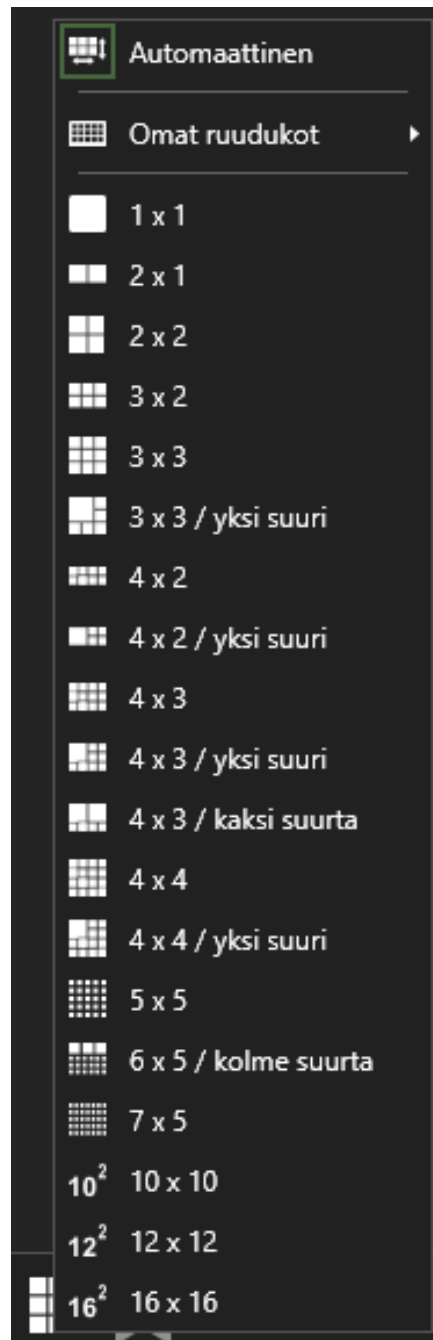 Automaattinen
Omat ruudukot
1 x 1
2 x 1
2 x 2
3 x 2
3 x 3
3 x 3 / yksi suuri
4 x 2
4 x 2 / yksi suuri
4 x 3
4 x 3 / yksi suuri
4 x 3 / kaksi suurta
4 x 4
4 x 4 / yksi suuri
5 x 5
6 x 5 / kolme suurta
7 x 5
10² 10 x 10
12² 12 x 12
16² 16 x 16